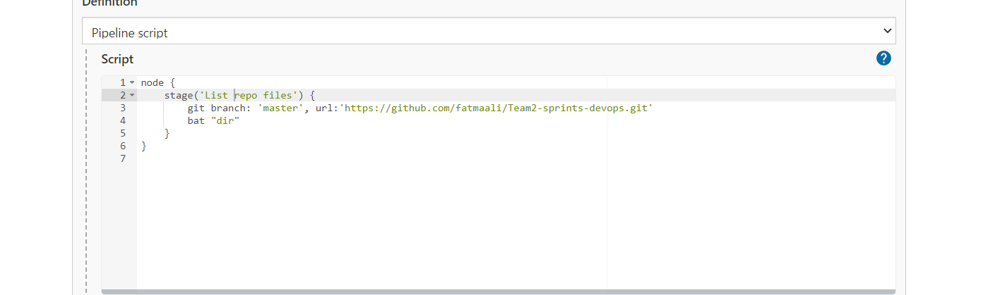 Definition
Pipeline script
Script
?
1 node {
2 stage('List repo files') {
3 git branch: 'master', url:'https://github.com/fatmaali/Team2-sprints-devops.git'
4 bat "dir"
5 }
6 }
7